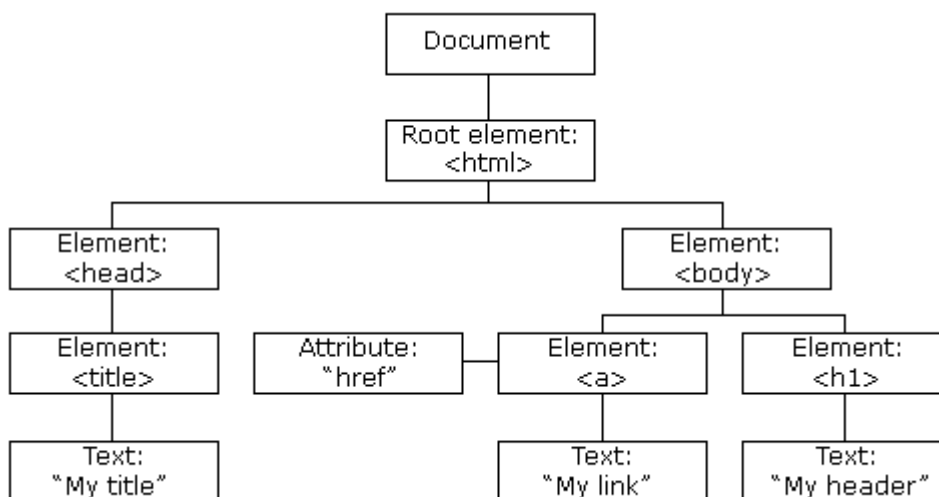 Document
Root element:
<html>
Element:
<head>
Element:
<body>
Element:
<title>
Attribute:
“href”
Element:
<a>
Element:
<h1>
Text:
“My title”
Text:
“My link”
Text:
“My header”